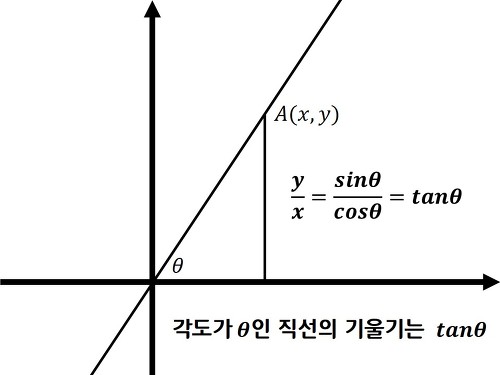 A(x, y)
y/x = sinθ/cosθ = tanθ
θ
각도가 θ인 직선의 기울기는 tanθ